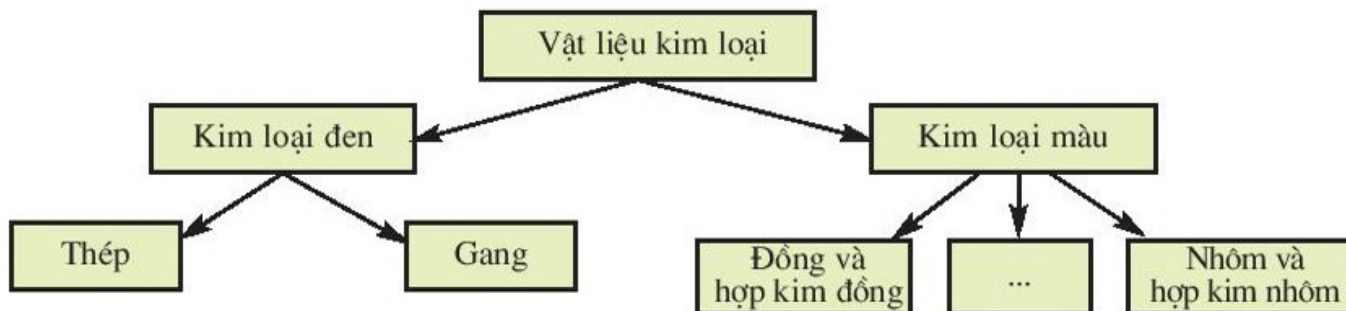 Vật liệu kim loại
Kim loại đen
Kim loại màu
Thép
Gang
Đồng và
hợp kim đồng
...
Nhôm và
hợp kim nhôm